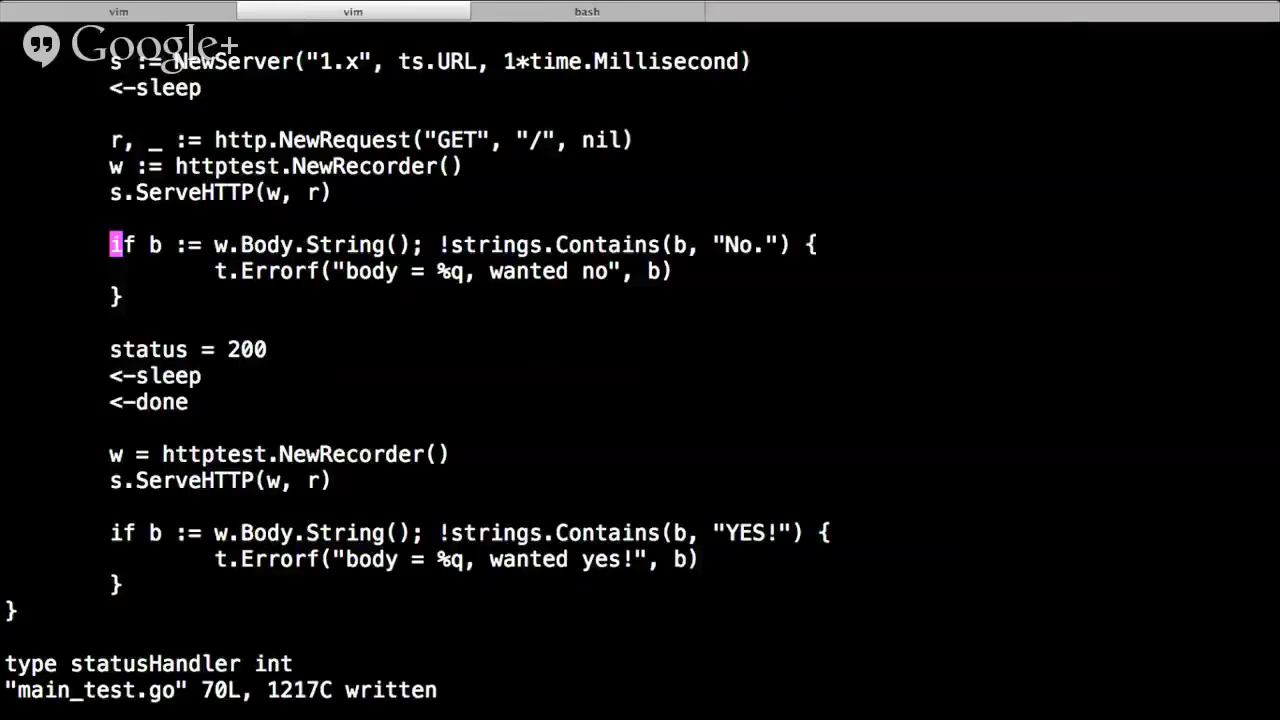 vim vim bash
Google+
s := NewServer("1.x", ts.URL, 1*time.Millisecond)
<-sleep
r, _ := http.NewRequest("GET", "/", nil)
w := httptest.NewRecorder()
s.ServeHTTP(w, r)
if b := w.Body.String(); !strings.Contains(b, "No.") {
t.Errorf("body = %q, wanted no", b)
}
status = 200
<-sleep
<-done
w = httptest.NewRecorder()
s.ServeHTTP(w, r)
if b := w.Body.String(); !strings.Contains(b, "YES!") {
t.Errorf("body = %q, wanted yes!", b)
}
}
type statusHandler int
"main_test.go" 70L, 1217C written